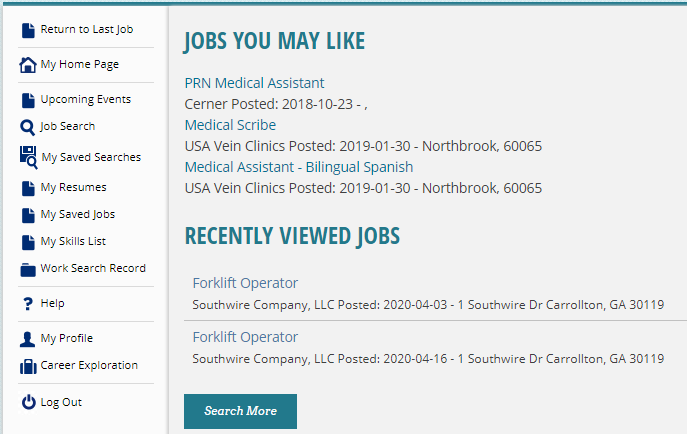 Return to Last Job
My Home Page
Upcoming Events
Job Search
My Saved Searches
My Resumes
My Saved Jobs
My Skills List
Work Search Record
Help
My Profile
Career Exploration
Log Out
JOBS YOU MAY LIKE
PRN Medical Assistant
Cerner Posted: 2018-10-23 - ,
Medical Scribe
USA Vein Clinics Posted: 2019-01-30 - Northbrook, 60065
Medical Assistant - Bilingual Spanish
USA Vein Clinics Posted: 2019-01-30 - Northbrook, 60065
RECENTLY VIEWED JOBS
Forklift Operator
Southwire Company, LLC Posted: 2020-04-03 - 1 Southwire Dr Carrollton, GA 30119
Forklift Operator
Southwire Company, LLC Posted: 2020-04-16 - 1 Southwire Dr Carrollton, GA 30119
Search More